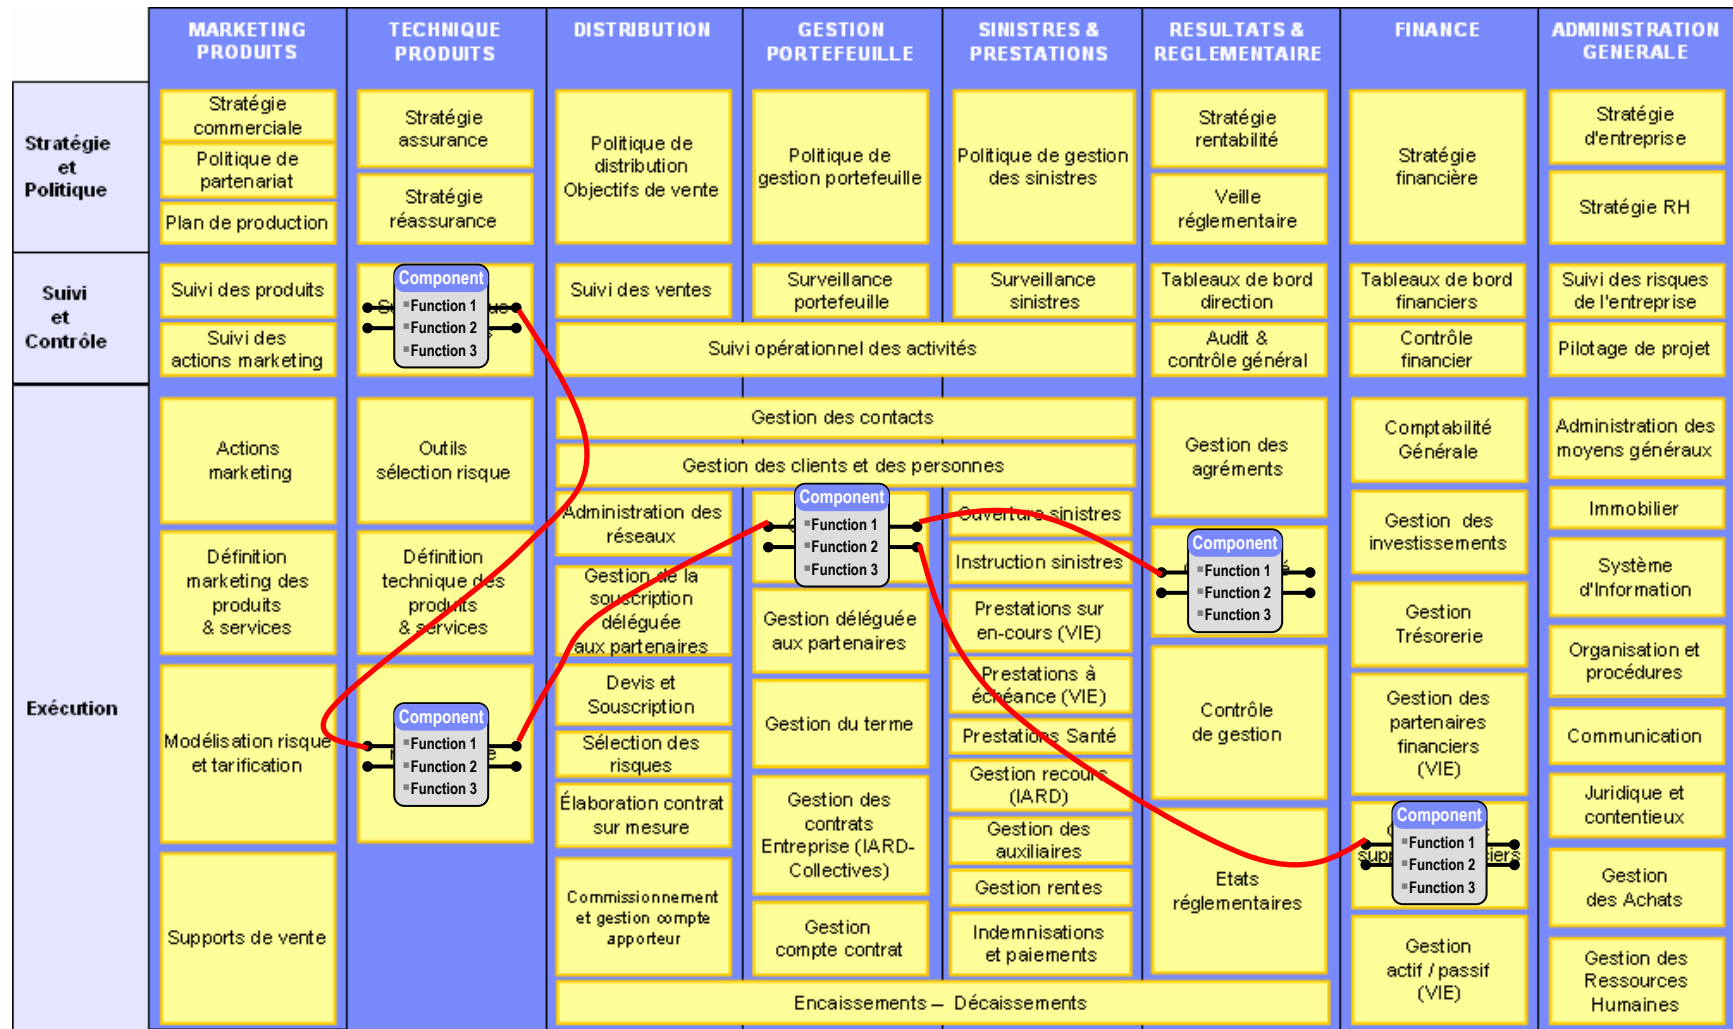 MARKETING
PRODUITS
TECHNIQUE
PRODUITS
DISTRIBUTION
GESTION
PORTEFEUILLE
SINISTRES &
PRESTATIONS
RESULTATS &
REGLEMENTAIRE
FINANCE
ADMINISTRATION
GENERALE
Stratégie
et
Politique
Stratégie
commerciale
Politique de
partenariat
Plan de production
Stratégie
assurance
Stratégie
réassurance
Politique de
distribution
Objectifs de vente
Politique de
gestion portefeuille
Politique de gestion
des sinistres
Stratégie
rentabilité
Veille
réglementaire
Stratégie
financière
Stratégie
d'entreprise
Stratégie RH
Suivi
et
Contrôle
Suivi des produits
Suivi des
actions marketing
Component
Function 1
Function 2
Function 3
Suivi des ventes
Surveillance
portefeuille
Surveillance
sinistres
Suivi opérationnel des activités
Tableaux de bord
direction
Audit &
contrôle général
Tableaux de bord
financiers
Contrôle
financier
Suivi des risques
de l'entreprise
Pilotage de projet
Exécution
Actions
marketing
Définition
marketing des
produits
& services
Modélisation risque
et tarification
Supports de vente
Outils
sélection risque
Définition
technique des
produits
& services
Component
Function 1
Function 2
Function 3
Gestion des contacts
Gestion des clients et des personnes
Administration des
réseaux
Gestion de la
souscription
déléguée
aux partenaires
Devis et
Souscription
Sélection des
risques
Élaboration contrat
sur mesure
Commissionnement
et gestion compte
apporteur
Component
Function 1
Function 2
Function 3
Gestion déléguée
aux partenaires
Gestion du terme
Gestion des
contrats
Entreprise (IARD-
Collectives)
Gestion
compte contrat
Ouverture sinistres
Instruction sinistres
Prestations sur
en-cours (VIE)
Prestations à
échéance (VIE)
Prestations Santé
Gestion recours
(IARD)
Gestion des
auxiliaires
Gestion rentes
Indemnisations
et paiements
Encaissements – Décaissements
Gestion des
agréments
Component
Function 1
Function 2
Function 3
Contrôle
de gestion
Etats
réglementaires
Comptabilité
Générale
Gestion des
investissements
Gestion
Trésorerie
Gestion des
partenaires
financiers
(VIE)
Component
Function 1
Function 2
Function 3
Gestion
actif / passif
(VIE)
Administration des
moyens généraux
Immobilier
Système
d'Information
Organisation et
procédures
Communication
Juridique et
contentieux
Gestion
des Achats
Gestion des
Ressources
Humaines